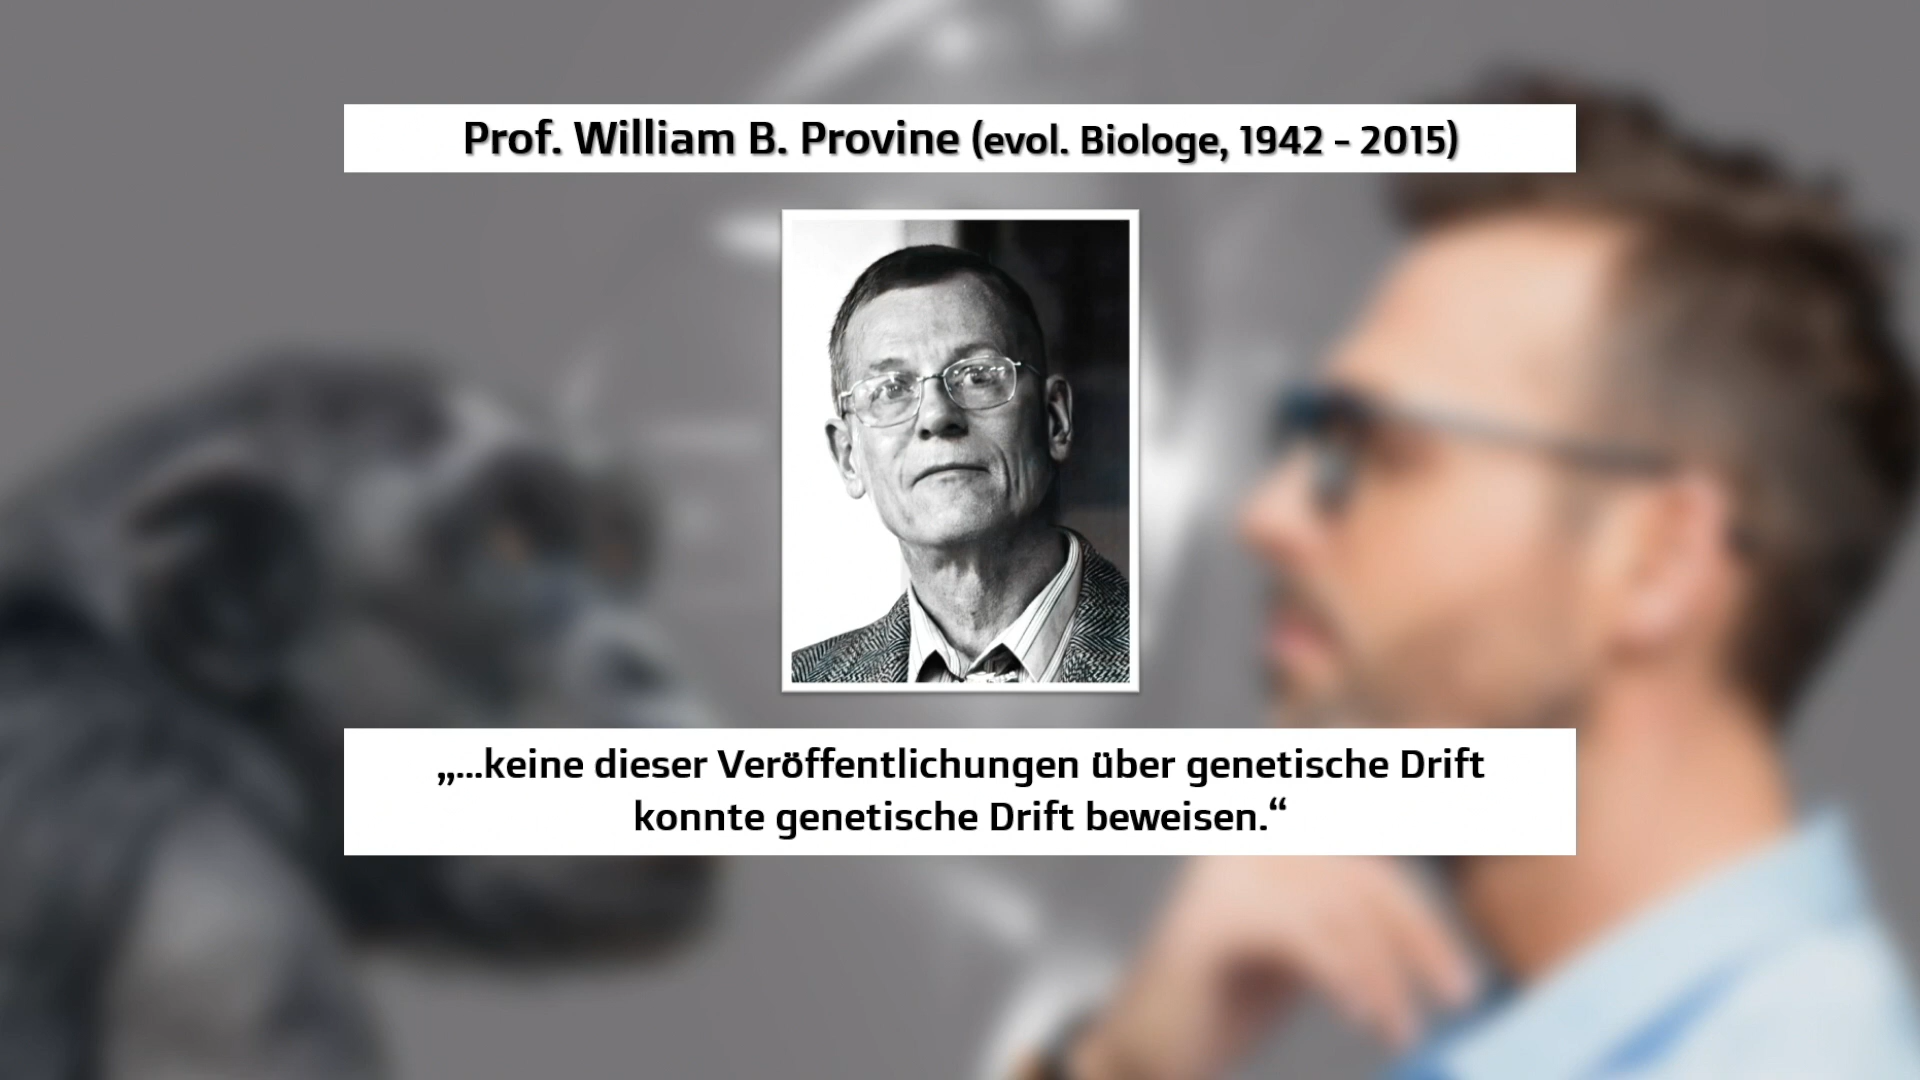 Prof. William B. Provine (evol. Biologe, 1942 - 2015)
„...keine dieser Veröffentlichungen über genetische Drift
konnte genetische Drift beweisen.“